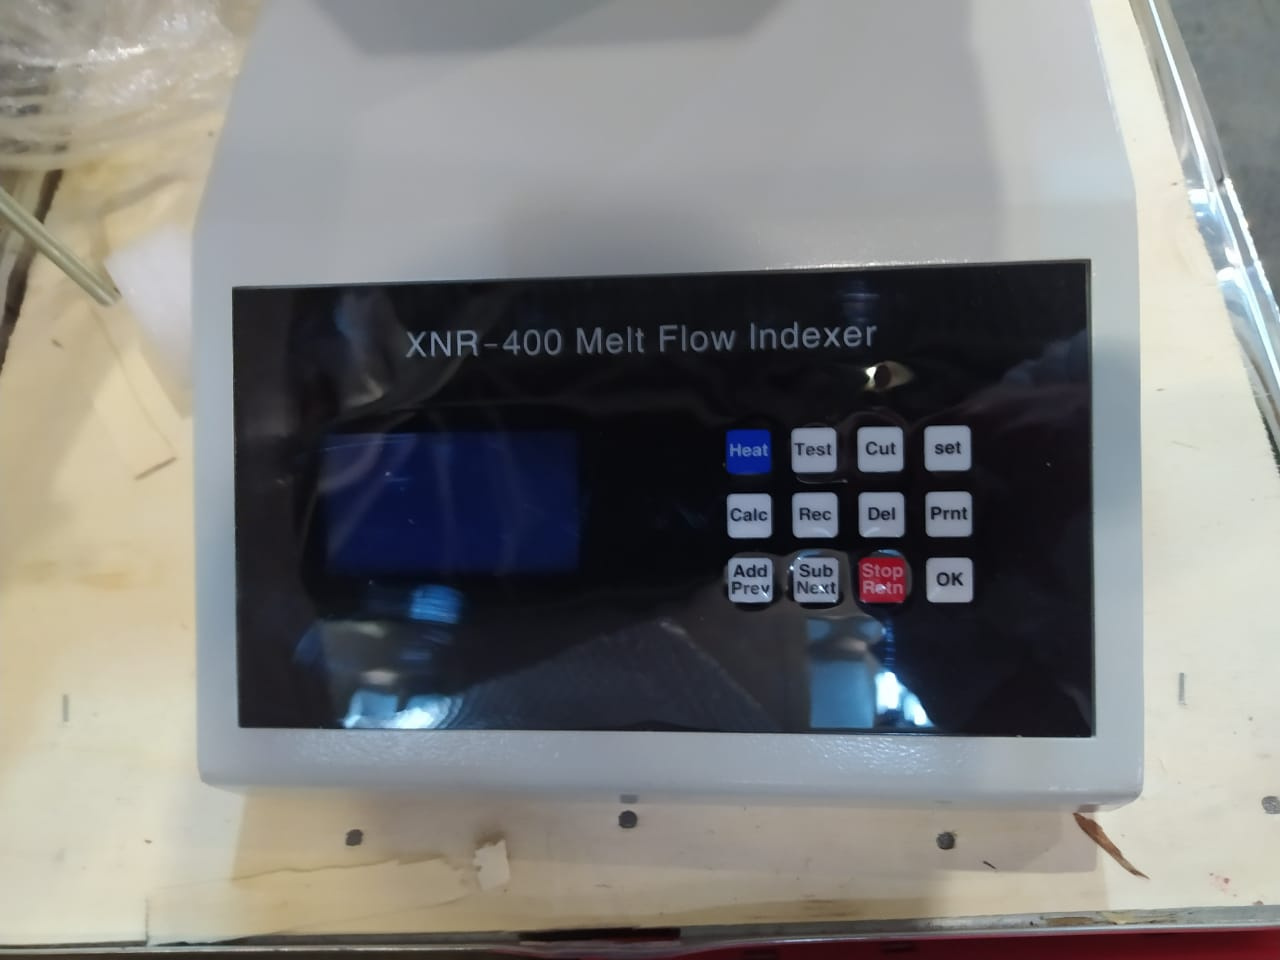 XNR-400 Melt Flow Indexer
Heat Test Cut set
Calc Rec Del Prnt
Add Prev Sub Next Stop Retn OK